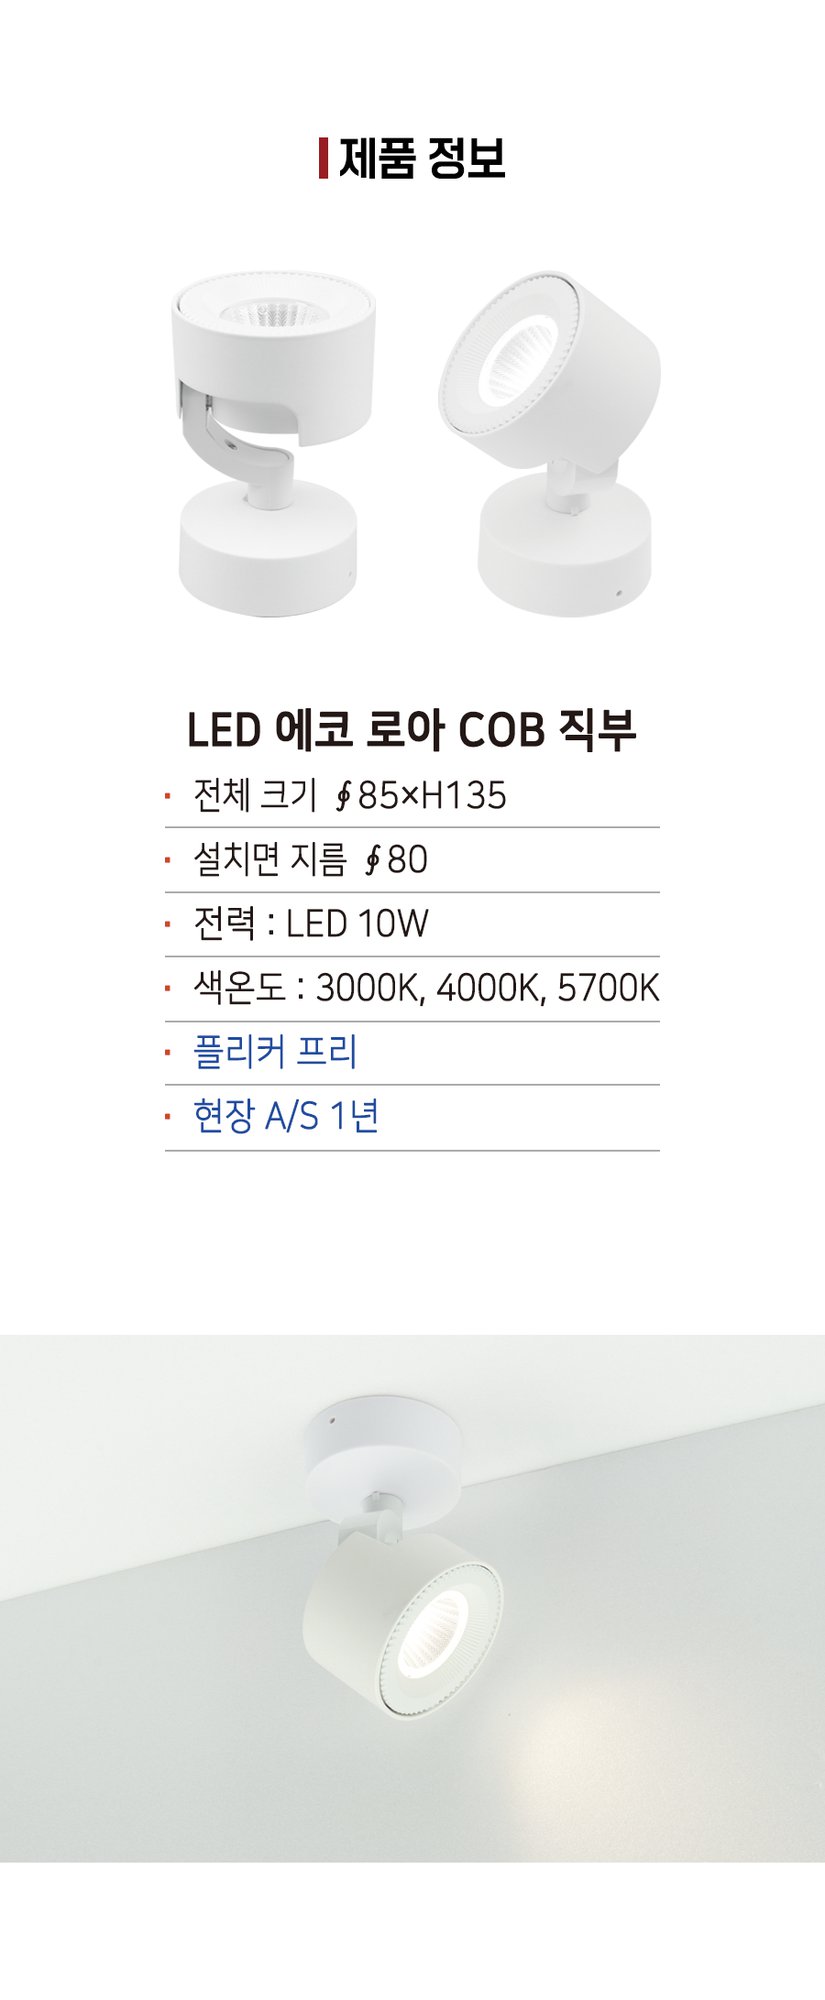 제품 정보
LED 에코 로아 COB 직부
· 전체 크기 ∮85×H135
· 설치면 지름 ∮80
· 전력 : LED 10W
· 색온도 : 3000K, 4000K, 5700K
· 플리커 프리
· 현장 A/S 1년